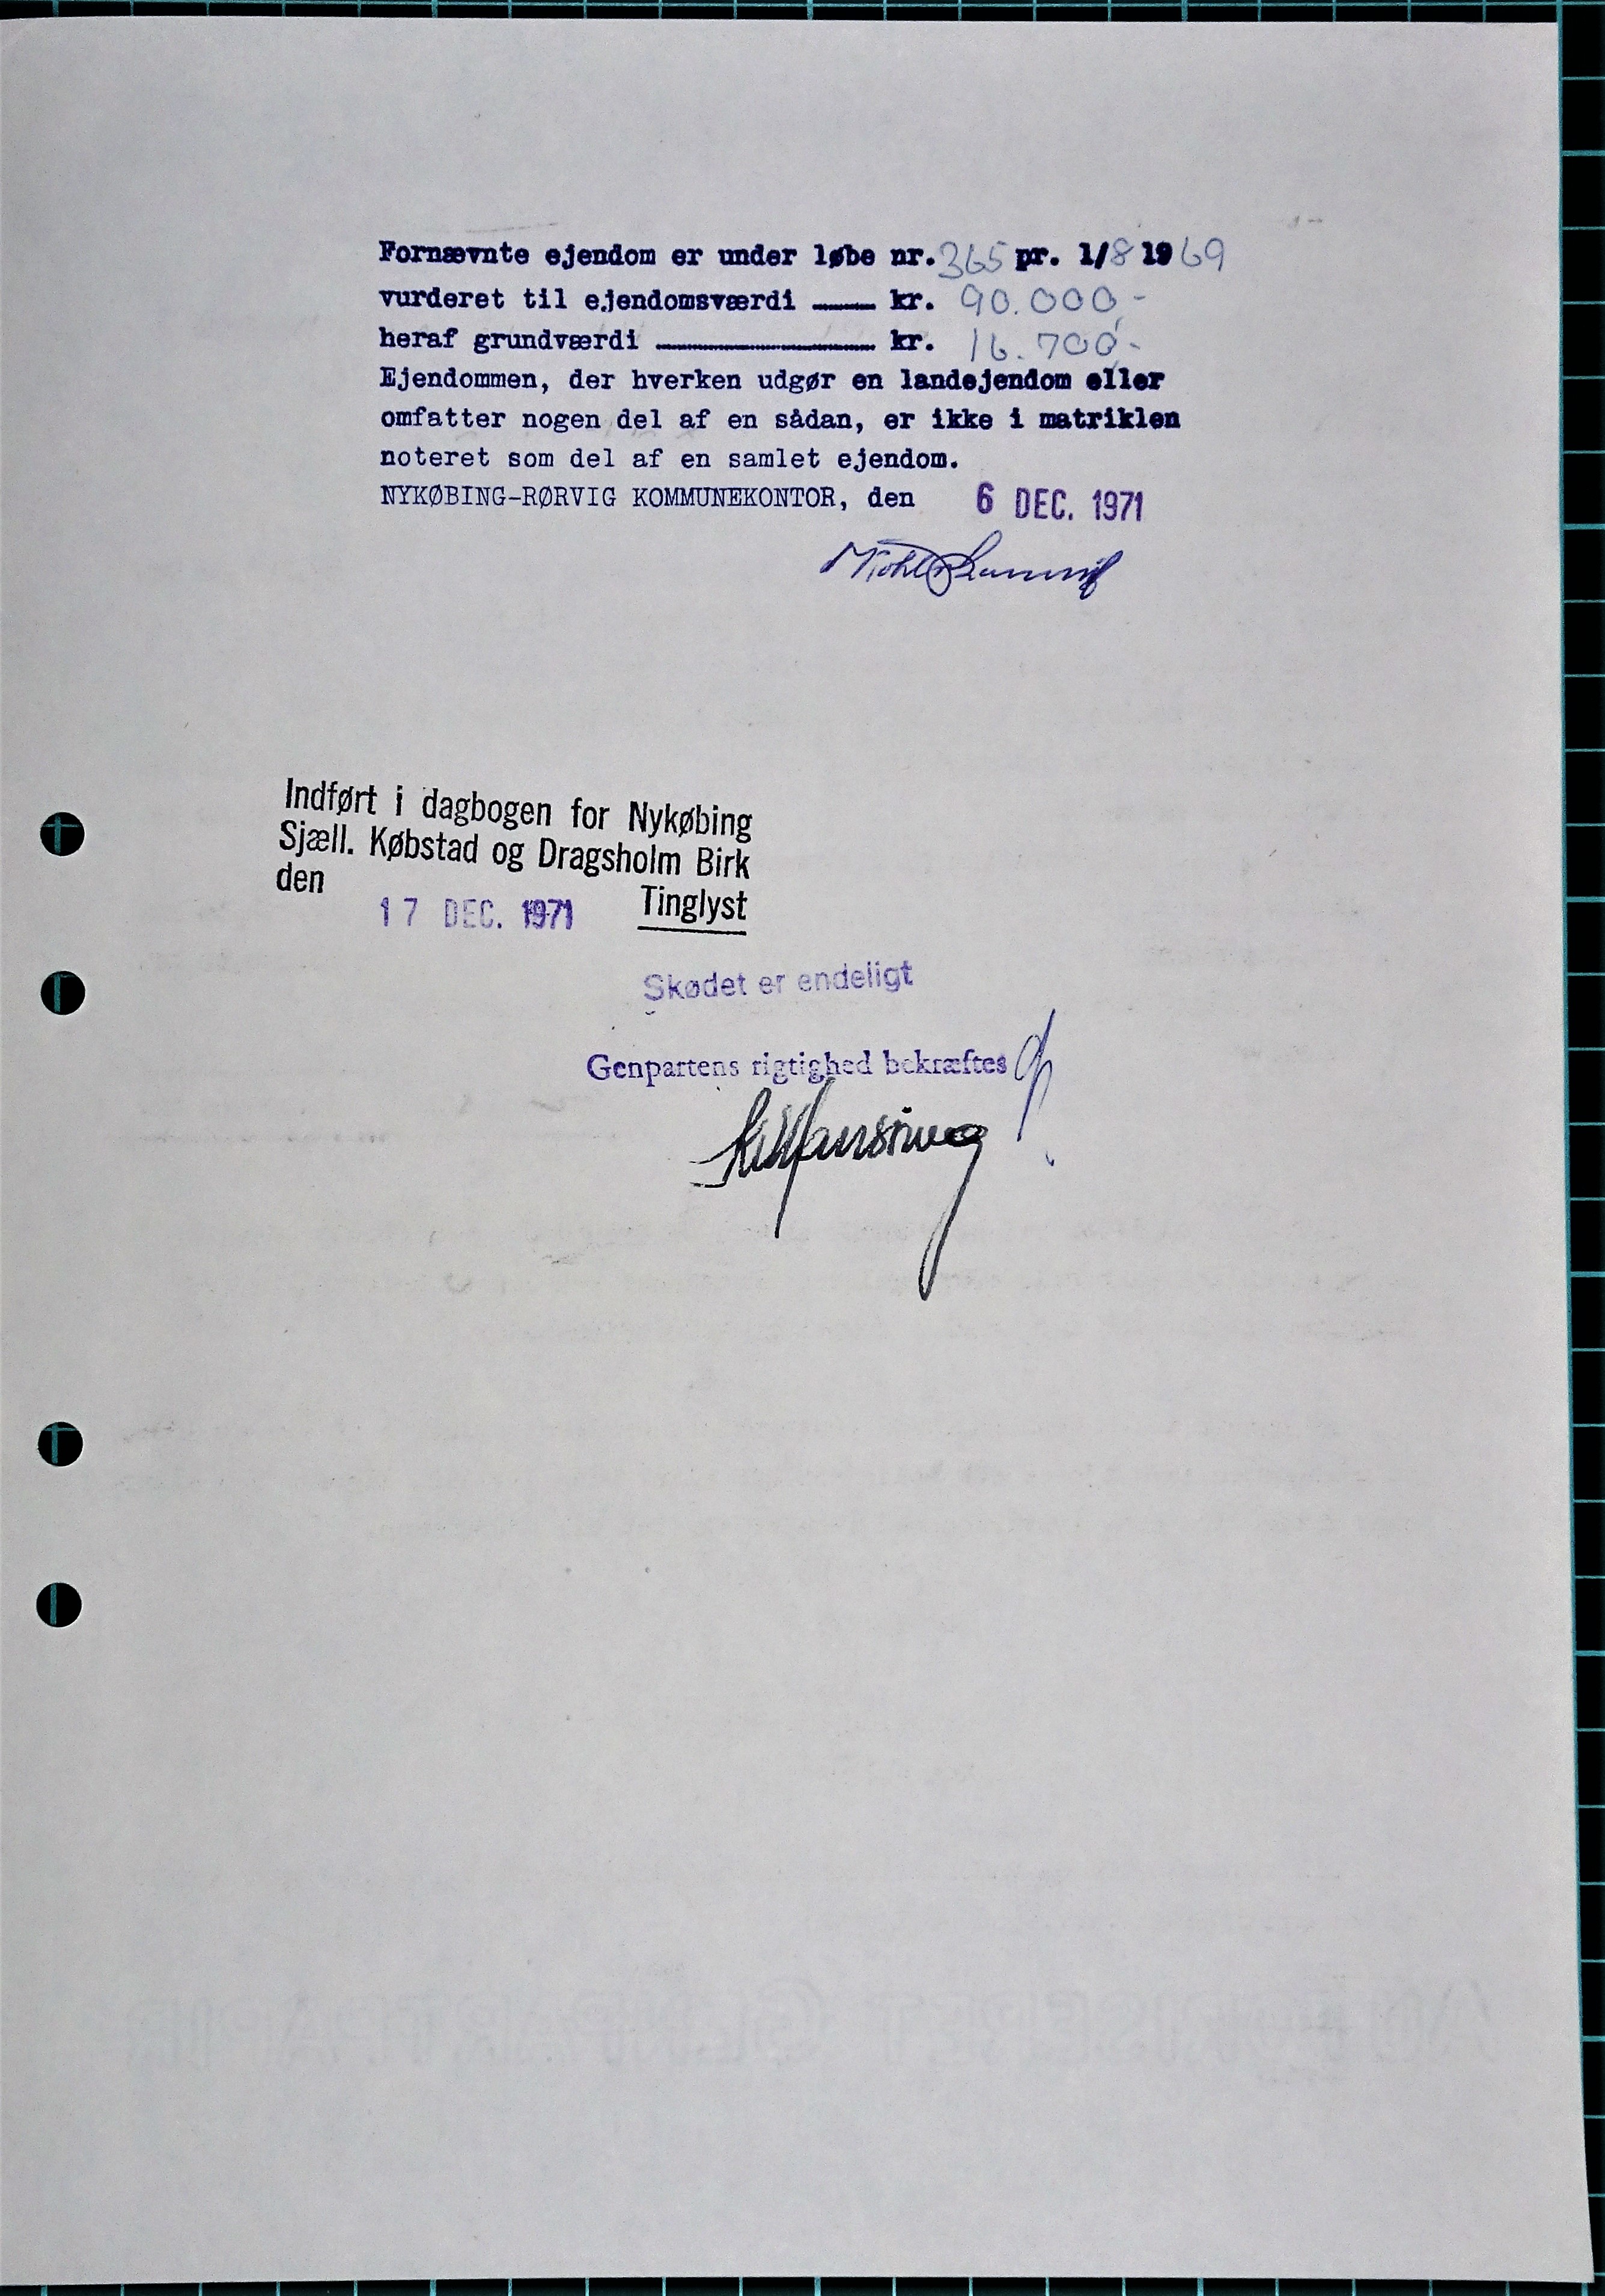 Fornævnte ejendom er under løbe nr. 365 pr. 1/8 1969
vurderet til ejendomsværdi —— kr. 90.000,-
heraf grundværdi ———————— kr. 16.700,-
Ejendommen, der hverken udgør en landejendom eller
omfatter nogen del af en sådan, er ikke i matriklen
noteret som del af en samlet ejendom.
NYKØBING-RØRVIG KOMMUNEKONTOR, den 6 DEC. 1971
Indført i dagbogen for Nykøbing
Sjæll. Købstad og Dragsholm Birk
den 17 DEC. 1971 Tinglyst
Skødet er endeligt
Genpartens rigtighed bekræftes